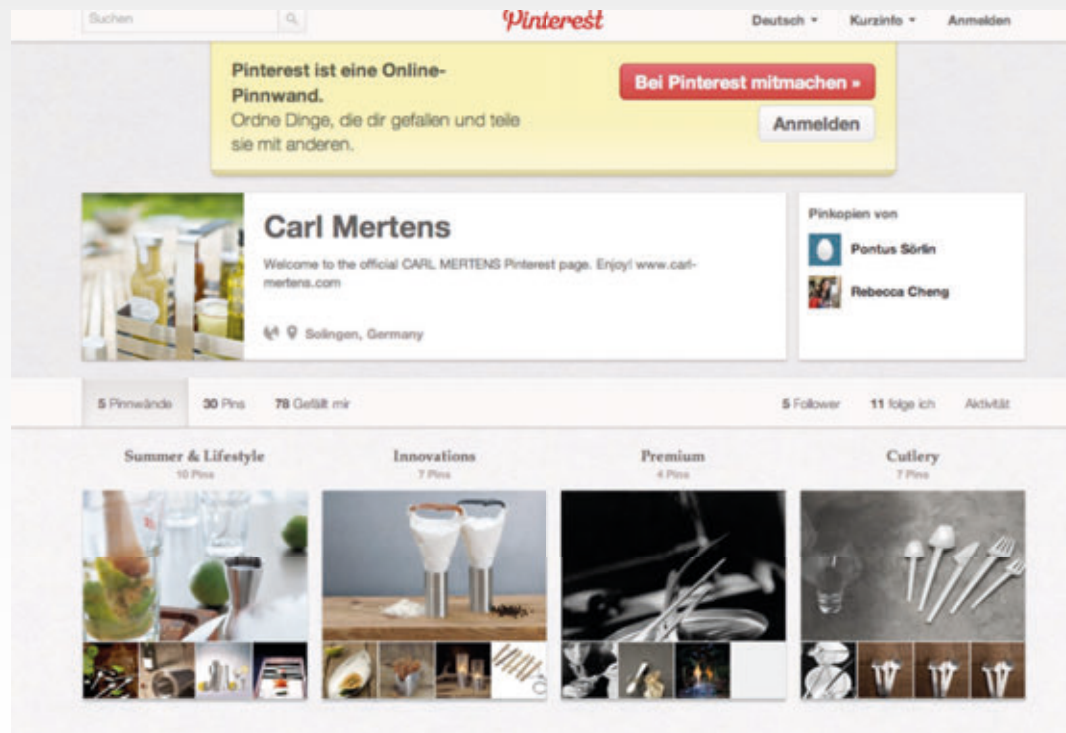 Suchen
Pinterest
Deutsch
Kurzinfo
Anmelden
Pinterest ist eine Online-
Pinnwand.
Ordne Dinge, die dir gefallen und teile
sie mit anderen.
Bei Pinterest mitmachen »
Anmelden
Carl Mertens
Welcome to the official CARL MERTENS Pinterest page. Enjoy! www.carl-
mertens.com
Solingen, Germany
Pinkopien von
Pontus Sörlin
Rebecca Cheng
5 Pinnwände
30 Pins
78 Gefällt mir
5 Follower
11 folge ich
Aktivität
Summer & Lifestyle
10 Pins
Innovations
7 Pins
Premium
4 Pins
Cutlery
7 Pins